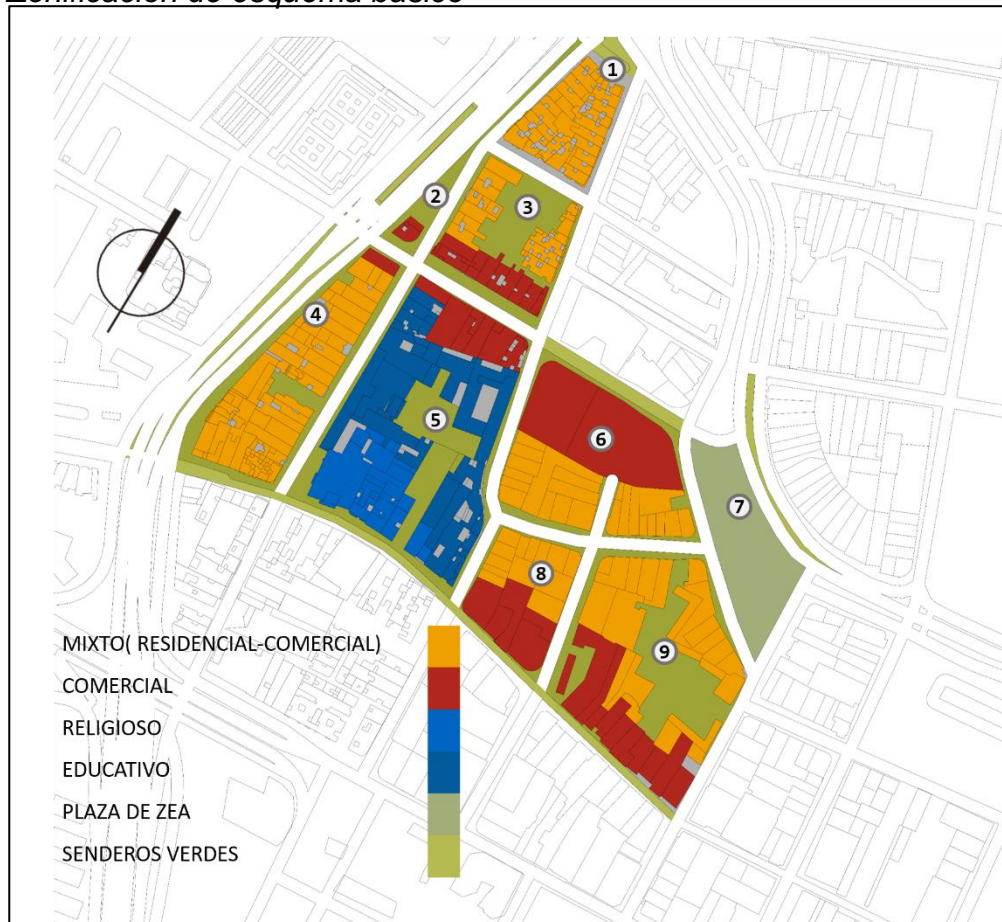 Zonificación de esquema básico
1
2
3
4
5
6
7
8
9
MIXTO( RESIDENCIAL-COMERCIAL)
COMERCIAL
RELIGIOSO
EDUCATIVO
PLAZA DE ZEA
SENDEROS VERDES